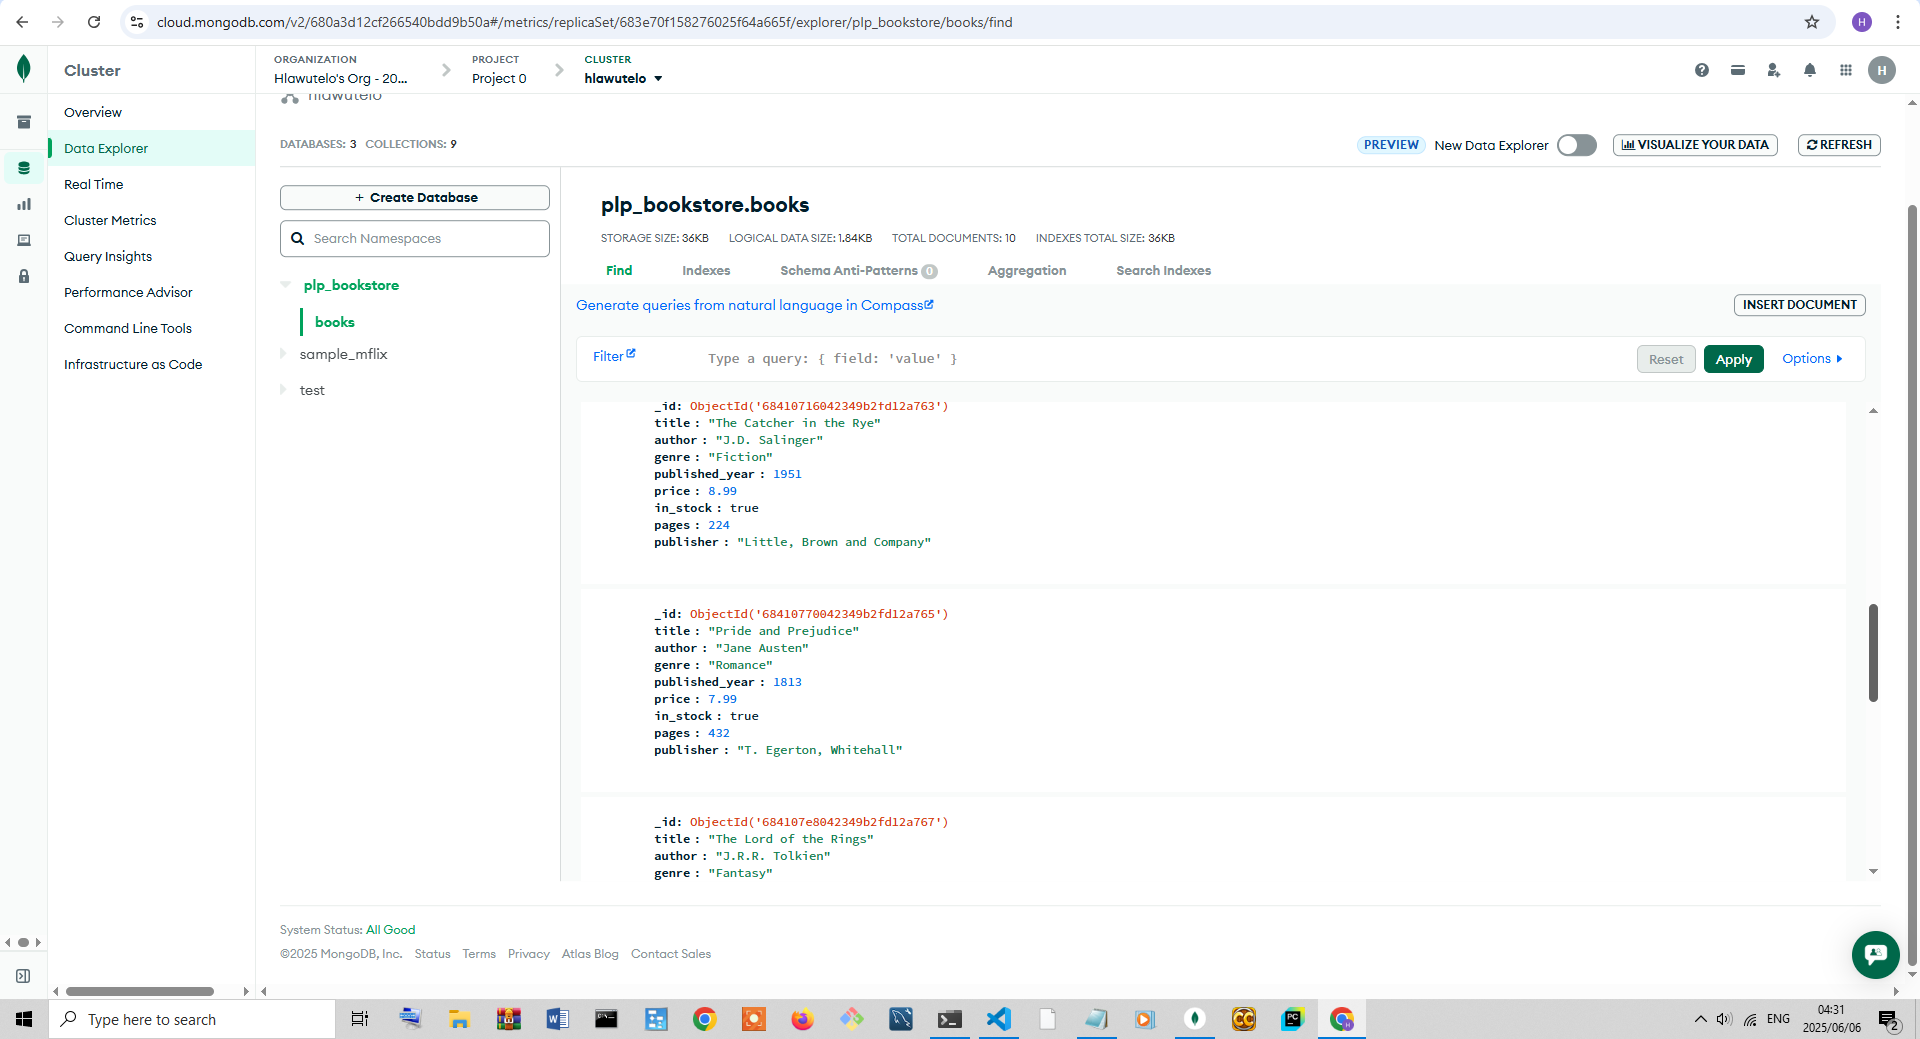 cloud.mongodb.com/v2/680a3d12cf266540bdd9b50a#/metrics/replicaSet/683e70f158276025f64a665f/explorer/plp_bookstore/books/find
H
Cluster
ORGANIZATION
Hlawutelo's Org - 20...
PROJECT
Project 0
CLUSTER
hlawutelo
H
Overview
Data Explorer
Real Time
Cluster Metrics
Query Insights
Performance Advisor
Command Line Tools
Infrastructure as Code
hlawutelo
DATABASES: 3 COLLECTIONS: 9
PREVIEW New Data Explorer
VISUALIZE YOUR DATA
REFRESH
+ Create Database
Search Namespaces
plp_bookstore
books
sample_mflix
test
plp_bookstore.books
STORAGE SIZE: 36KB LOGICAL DATA SIZE: 1.84KB TOTAL DOCUMENTS: 10 INDEXES TOTAL SIZE: 36KB
Find Indexes Schema Anti-Patterns 0 Aggregation Search Indexes
Generate queries from natural language in Compass
INSERT DOCUMENT
Filter Type a query: { field: 'value' } Reset Apply Options
_id: ObjectId('68410716042349b2fd12a763')
title : "The Catcher in the Rye"
author : "J.D. Salinger"
genre : "Fiction"
published_year : 1951
price : 8.99
in_stock : true
pages : 224
publisher : "Little, Brown and Company"
_id: ObjectId('68410770042349b2fd12a765')
title : "Pride and Prejudice"
author : "Jane Austen"
genre : "Romance"
published_year : 1813
price : 7.99
in_stock : true
pages : 432
publisher : "T. Egerton, Whitehall"
_id: ObjectId('684107e8042349b2fd12a767')
title : "The Lord of the Rings"
author : "J.R.R. Tolkien"
genre : "Fantasy"
System Status: All Good
©2025 MongoDB, Inc. Status Terms Privacy Atlas Blog Contact Sales
Type here to search
ENG
04:31
2025/06/06
2